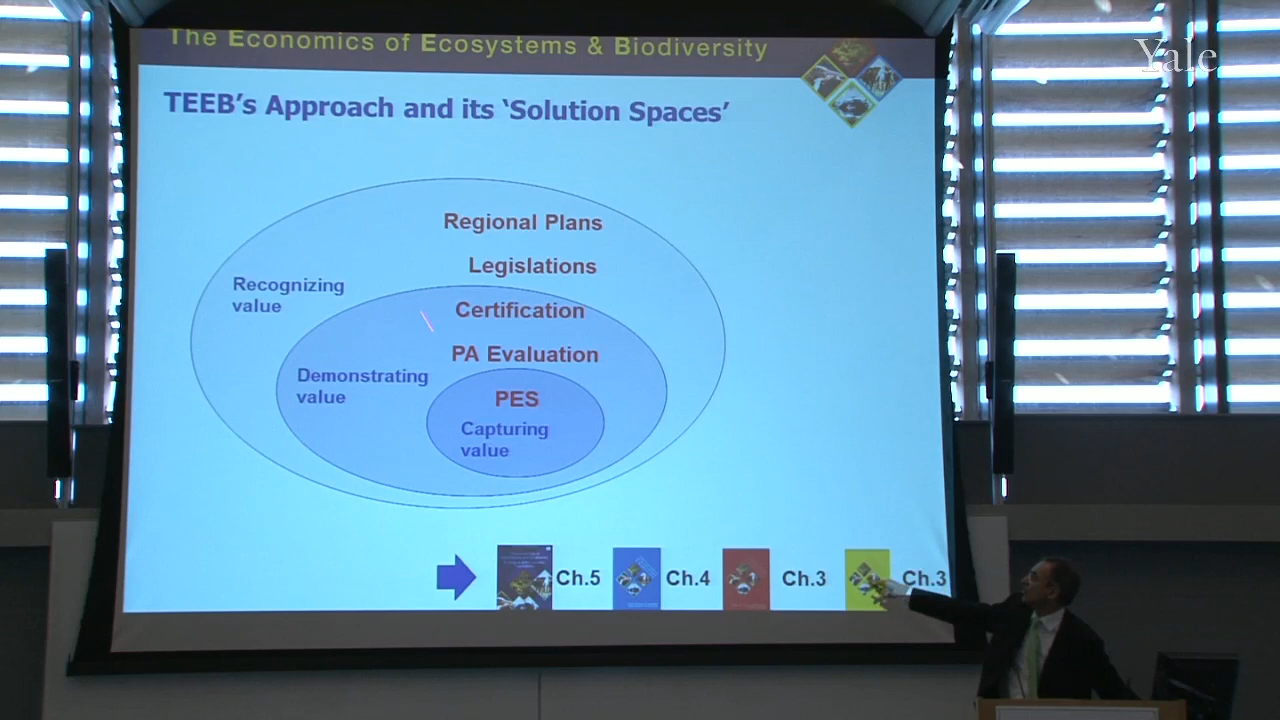 The Economics of Ecosystems & Biodiversity
Yale
TEEB's Approach and its 'Solution Spaces'
Regional Plans
Legislations
Recognizing
value
Certification
PA Evaluation
Demonstrating
value
PES
Capturing
value
Ch.5
Ch.4
Ch.3
Ch.3